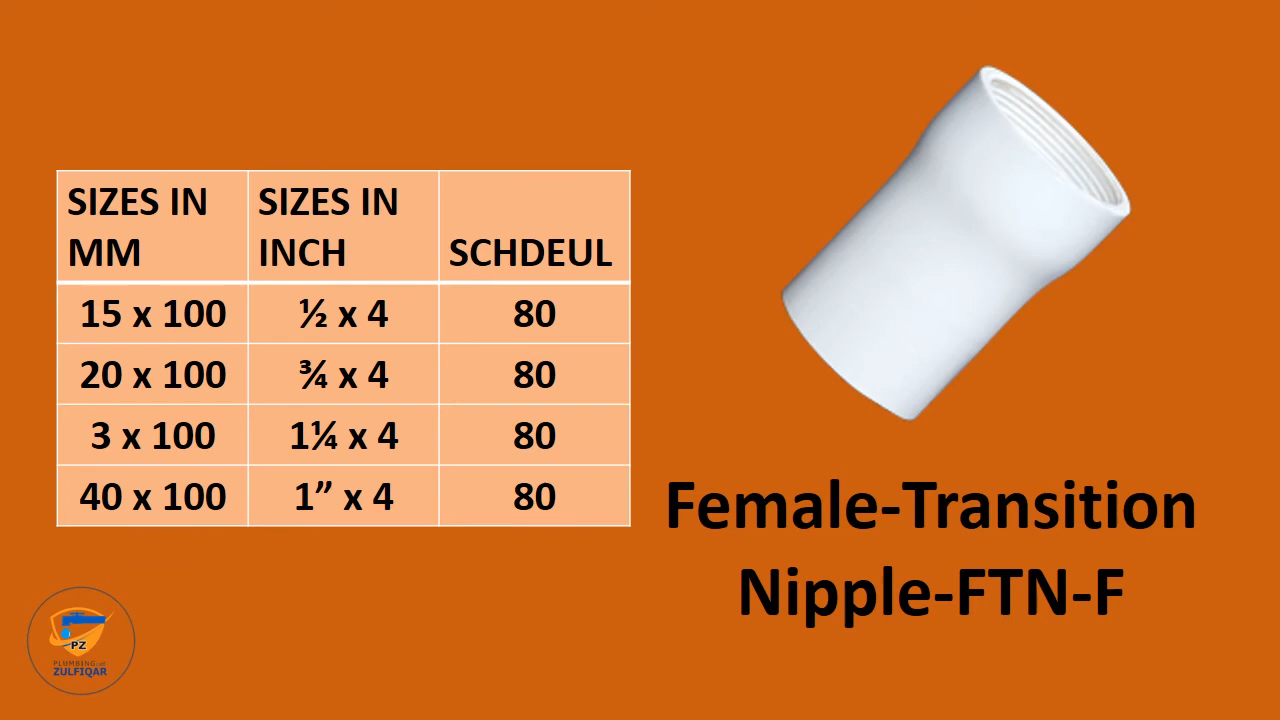 SIZES IN MM SIZES IN INCH SCHDEUL
15 x 100 ½ x 4 80
20 x 100 ¾ x 4 80
3 x 100 1¼ x 4 80
40 x 100 1” x 4 80
Female-Transition
Nipple-FTN-F
PZ
PLUMBING
ZULFIQAR